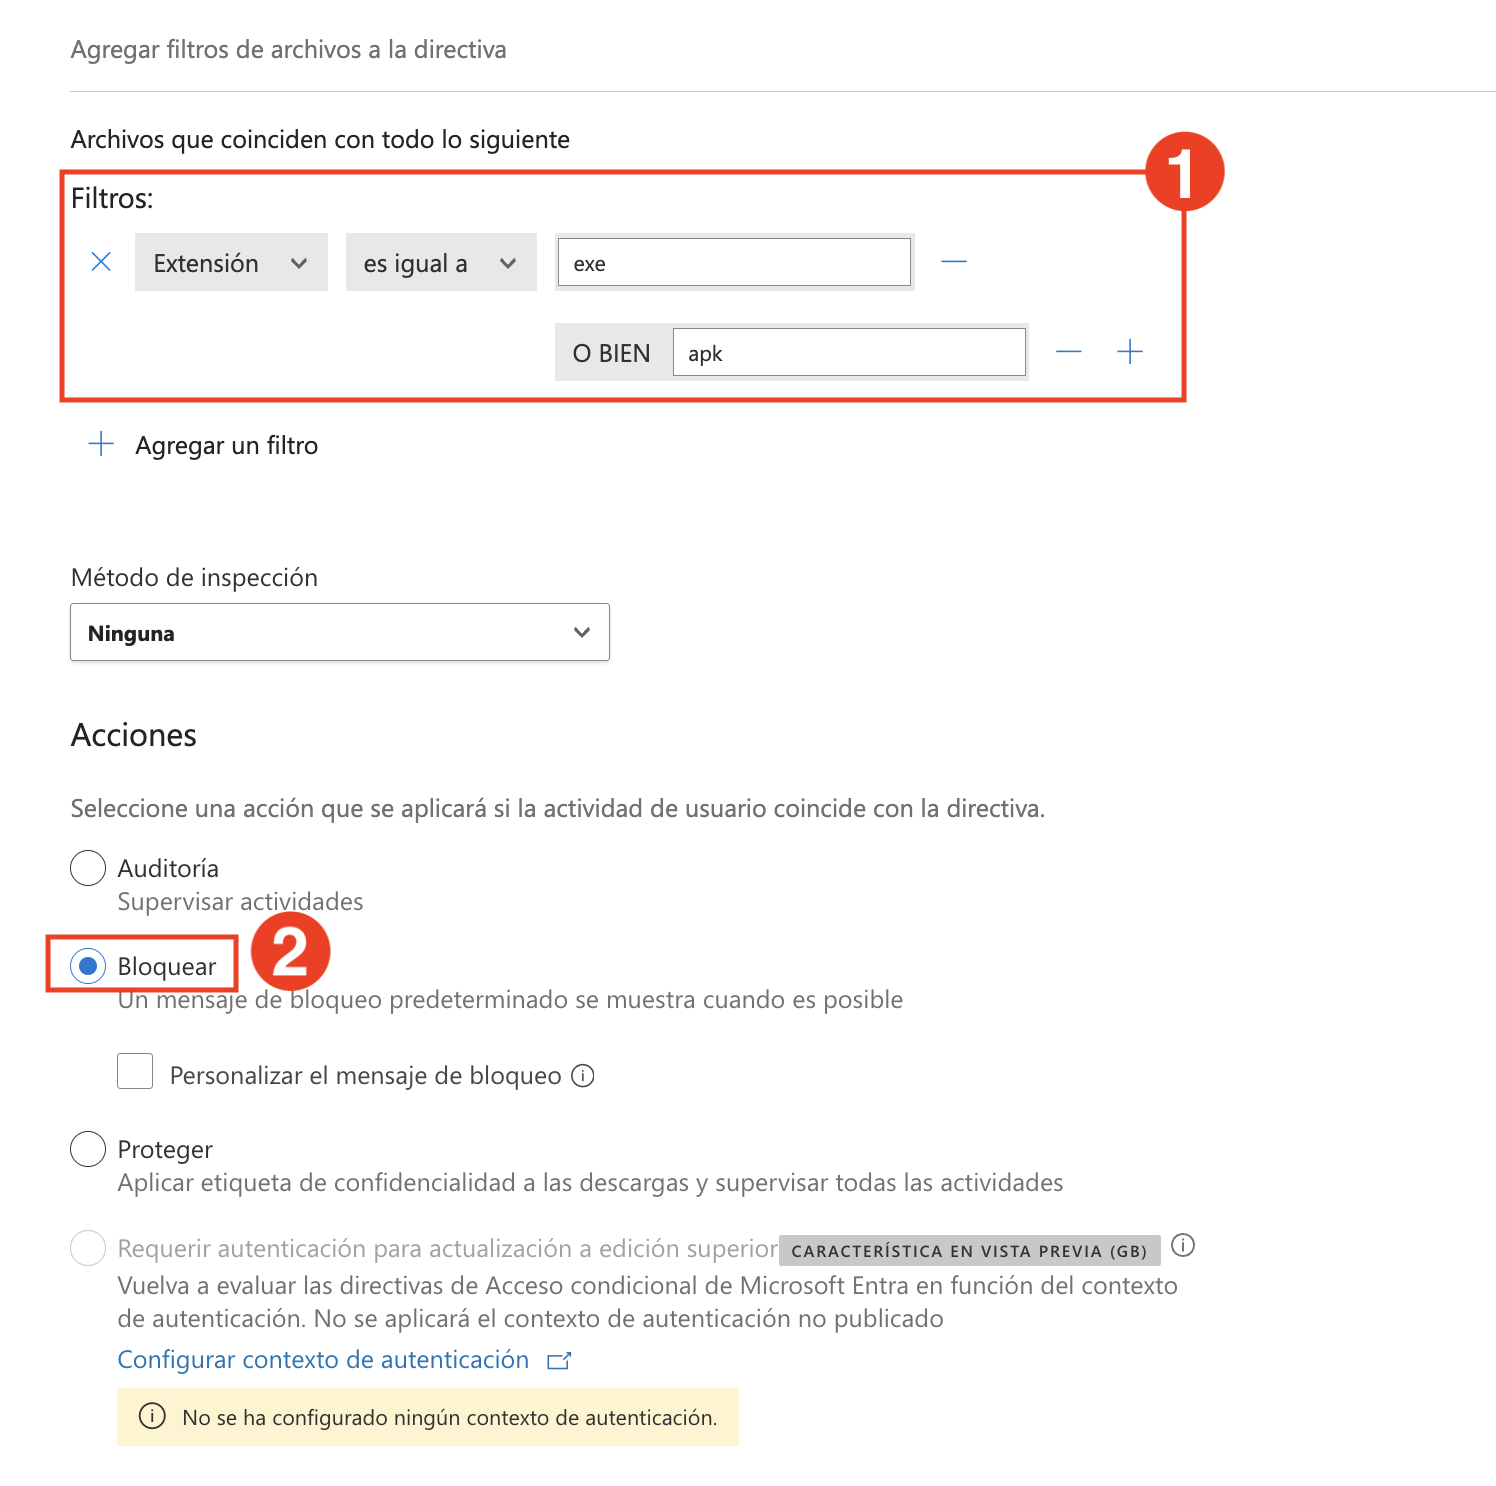 Agregar filtros de archivos a la directiva
Archivos que coinciden con todo lo siguiente
1
Filtros:
Extensión es igual a exe
O BIEN apk
Agregar un filtro
Método de inspección
Ninguna
Acciones
Seleccione una acción que se aplicará si la actividad de usuario coincide con la directiva.
Auditoría
Supervisar actividades
Bloquear 2
Un mensaje de bloqueo predeterminado se muestra cuando es posible
Personalizar el mensaje de bloqueo
Proteger
Aplicar etiqueta de confidencialidad a las descargas y supervisar todas las actividades
Requerir autenticación para actualización a edición superior CARACTERÍSTICA EN VISTA PREVIA (GB)
Vuelva a evaluar las directivas de Acceso condicional de Microsoft Entra en función del contexto
de autenticación. No se aplicará el contexto de autenticación no publicado
Configurar contexto de autenticación
No se ha configurado ningún contexto de autenticación.